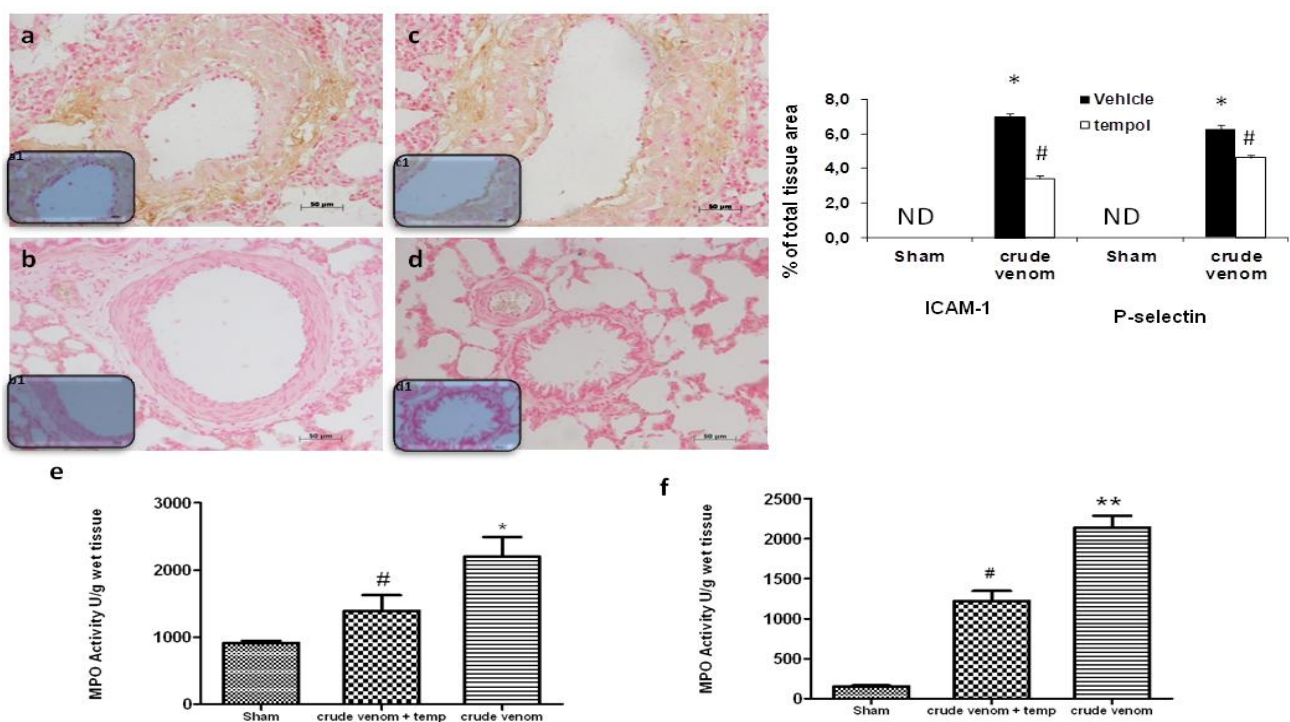 a
a1
50 µm
c
c1
50 µm
b
b1
50 µm
d
d1
50 µm
% of total tissue area
8,0
6,0
4,0
2,0
0,0
*
#
*
#
Vehicle
tempol
ND
ND
Sham
crude venom
Sham
crude venom
ICAM-1
P-selectin
e
MPO Activity U/g wet tissue
3000
2000
1000
0
#
*
Sham
crude venom + temp
crude venom
f
MPO Activity U/g wet tissue
2500
2000
1500
1000
500
0
#
**
Sham
crude venom + temp
crude venom